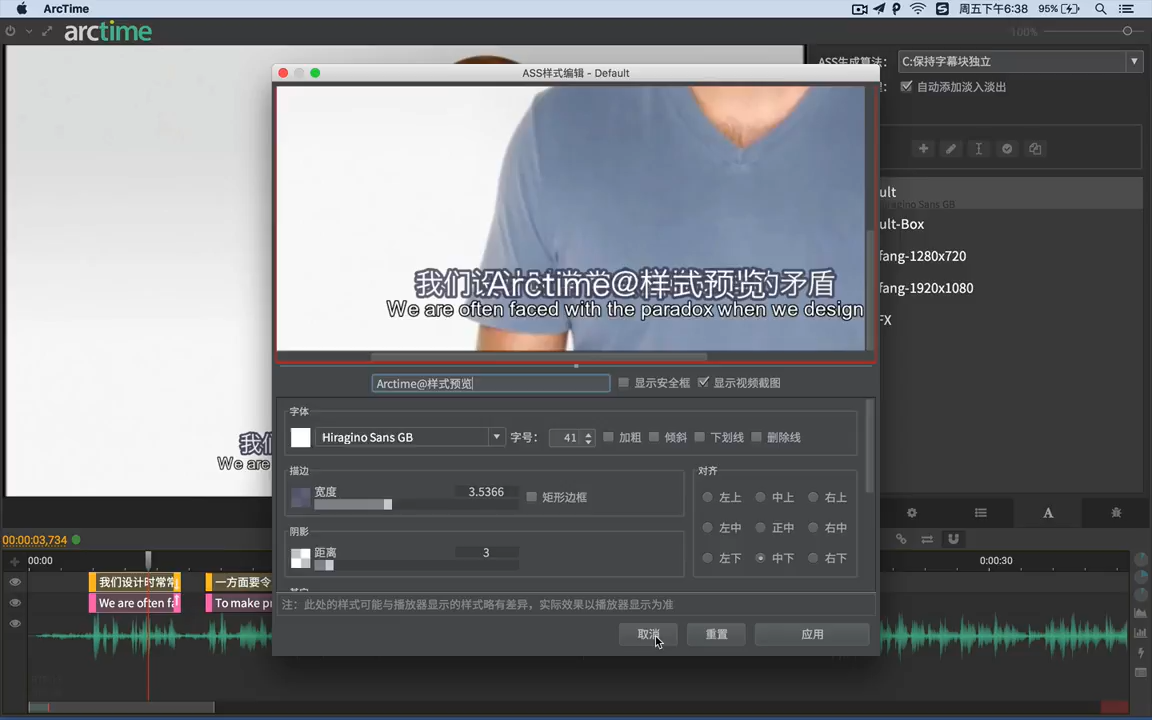 ArcTime
周五下午6:38
95%
arctime
100%
ASS生成算法：
C:保持字幕块独立
自动添加淡入淡出
ASS样式编辑 - Default
We are often faced with the paradox when we design
Arctime@样式预览
显示安全框
显示视频截图
ult
ult-Box
fang-1280x720
fang-1920x1080
FX
字体
Hiragino Sans GB
字号：
41
加粗
倾斜
下划线
删除线
描边
宽度
3.5366
矩形边框
对齐
左上
中上
右上
左中
正中
右中
左下
中下
右下
阴影
距离
3
注：此处的样式可能与播放器显示的样式略有差异，实际效果以播放器显示为准
取消
重置
应用
我们
We are
00:00:03,734
00:00
0:00:30
我们设计时常常
一方面要令
We are often fa
To make pr